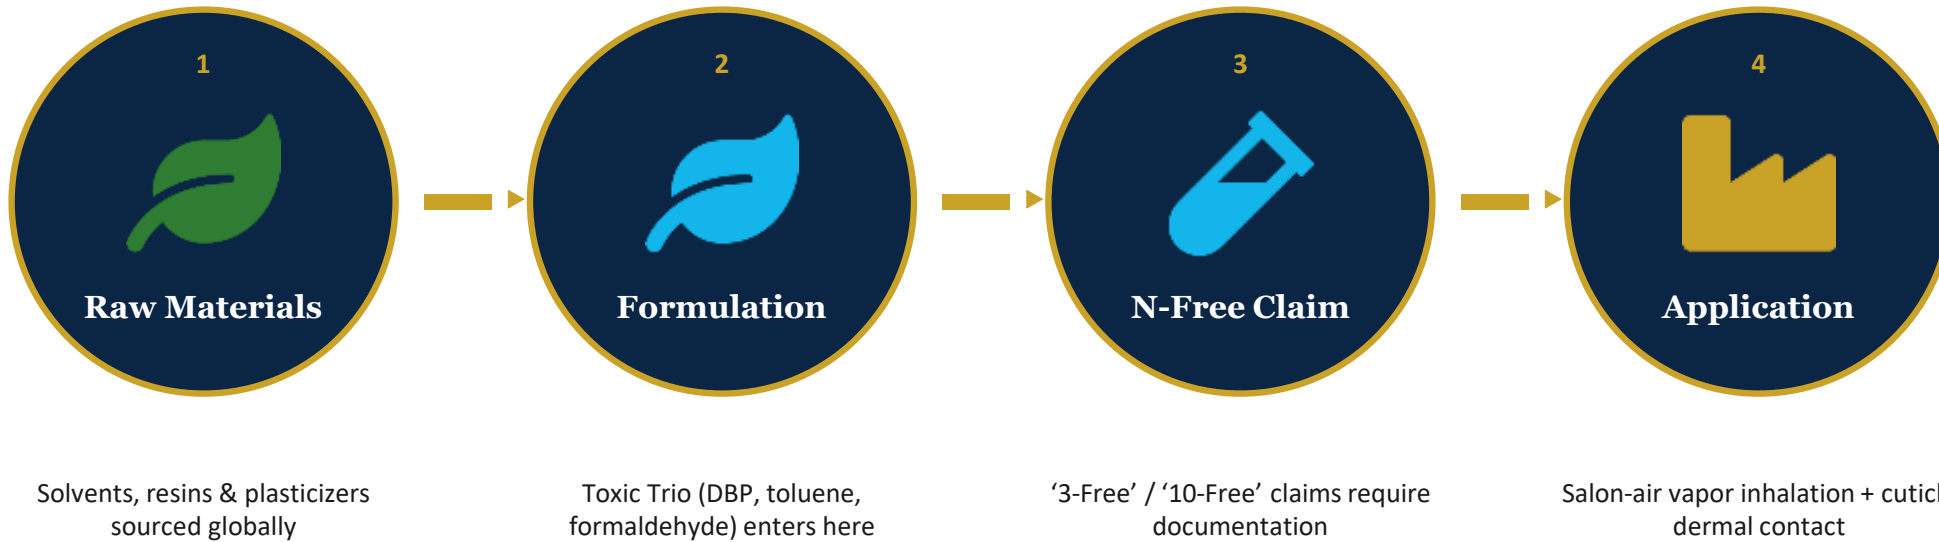 1
2
3
4
Raw Materials
Formulation
N-Free Claim
Application
Solvents, resins & plasticizers
sourced globally
Toxic Trio (DBP, toluene,
formaldehyde) enters here
‘3-Free’ / ‘10-Free’ claims require
documentation
Salon-air vapor inhalation +
dermal contact